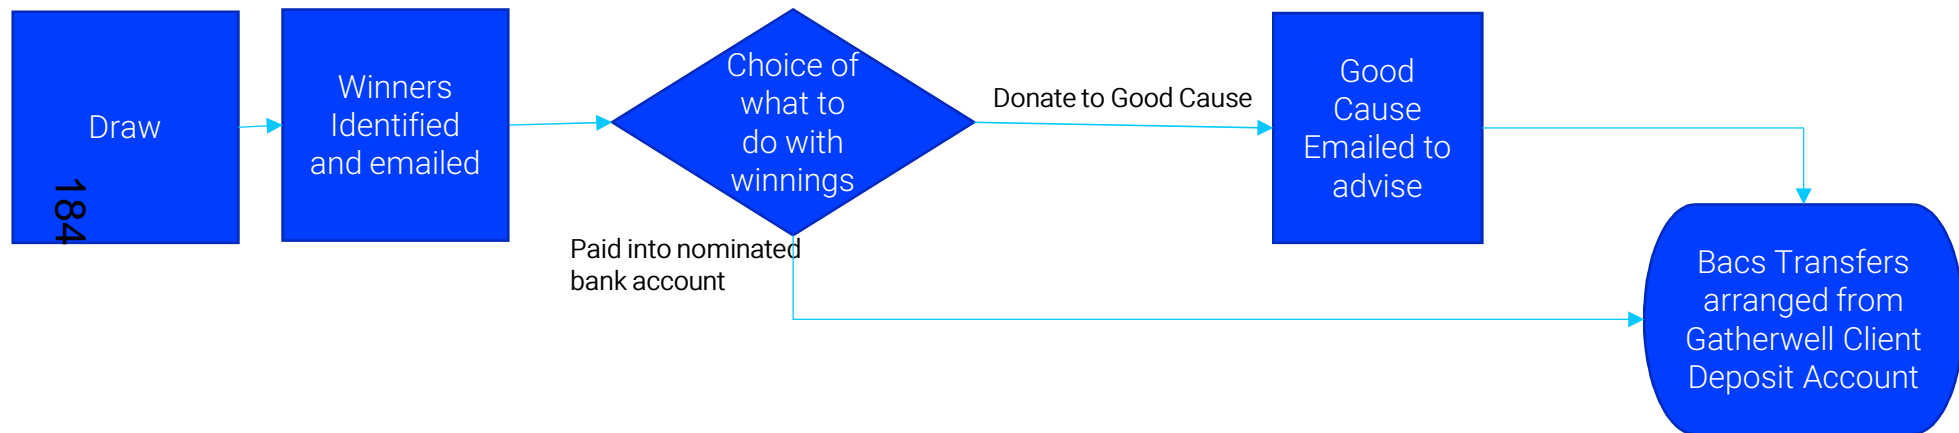 Draw
184
Winners
Identified
and emailed
Choice of
what to
do with
winnings
Donate to Good Cause
Paid into nominated
bank account
Good
Cause
Emailed to
advise
Bacs Transfers
arranged from
Gatherwell Client
Deposit Account